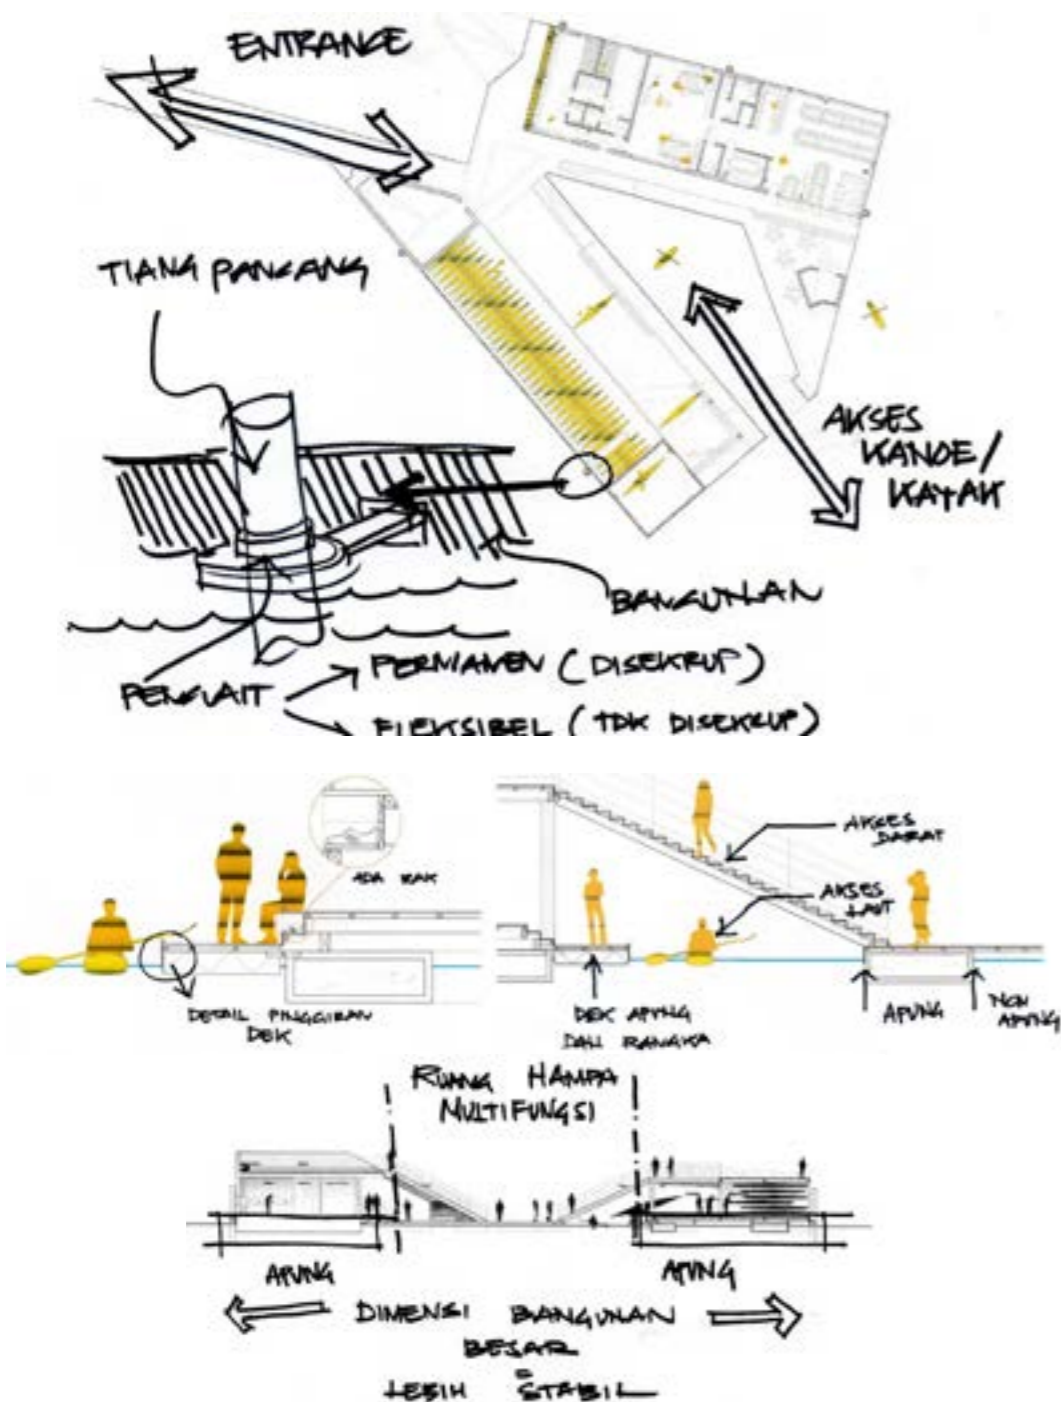 ENTRANCE
TIANG PANCANG
AKSES
KANOE/
KAYAK
BANGUNAN
PENGUAIT
PERMANEN (DISEKRUP)
FLEKSIBEL (TDK DISEKRUP)
ADA RAK
DETAIL PINGGIRAN
DEK
AKSES
DARAT
AKSES
LAUT
DEK APUNG
DAN RANGKA
APUNG
NON
APUNG
RUANG HAMPA
MULTIFUNGSI
APUNG
APUNG
DIMENSI BANGUNAN
BESAR
=
LEBIH STABIL